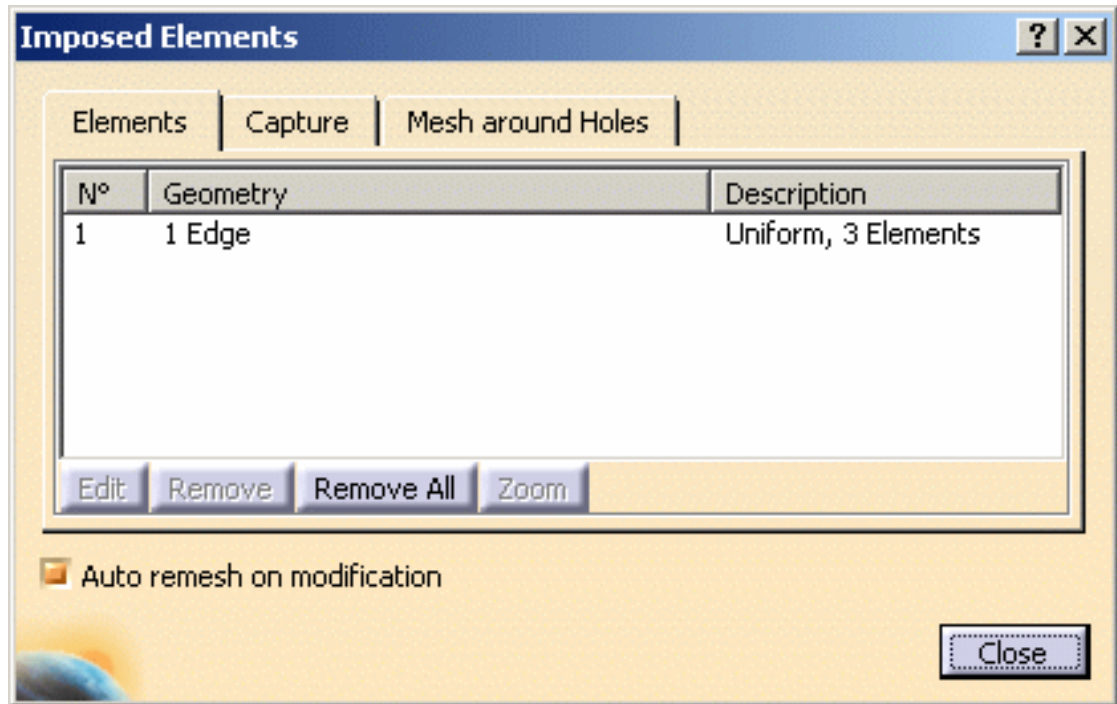 Imposed Elements ? X
Elements Capture Mesh around Holes
Nº Geometry Description
1 1 Edge Uniform, 3 Elements
Edit Remove Remove All Zoom
Auto remesh on modification
Close